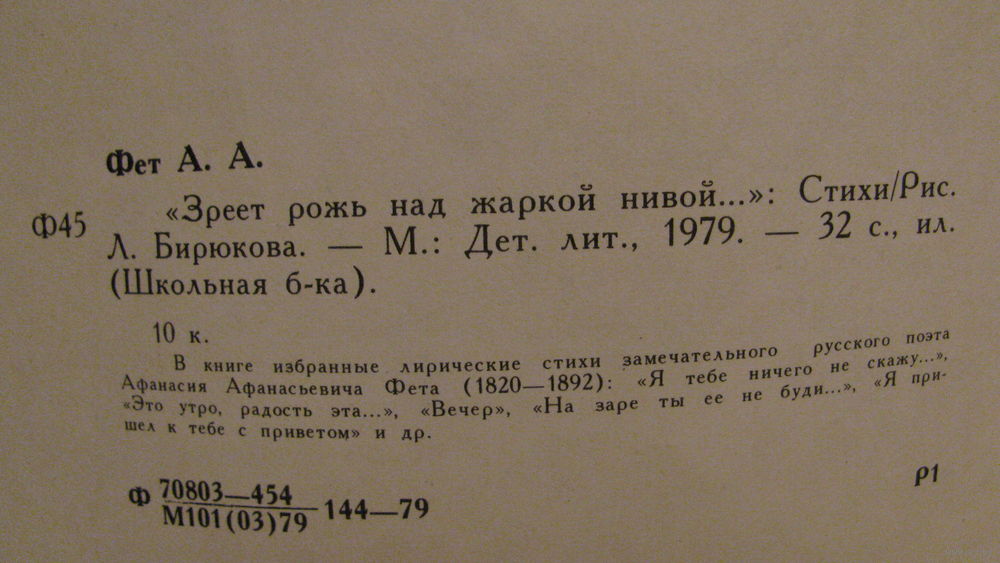 Фет А. А.
Ф45 «Зреет рожь над жаркой нивой...»: Стихи/Рис.
Л. Бирюкова. — М.: Дет. лит., 1979. — 32 с., ил.
(Школьная б-ка).
10 к.
В книге избранные лирические стихи замечательного русского поэта
Афанасия Афанасьевича Фета (1820—1892): «Я тебе ничего не скажу...»,
«Это утро, радость эта...», «Вечер», «На заре ты ее не буди...», «Я при-
шел к тебе с приветом» и др.
Ф 70803—454
М101(03)79 144—79
Р1